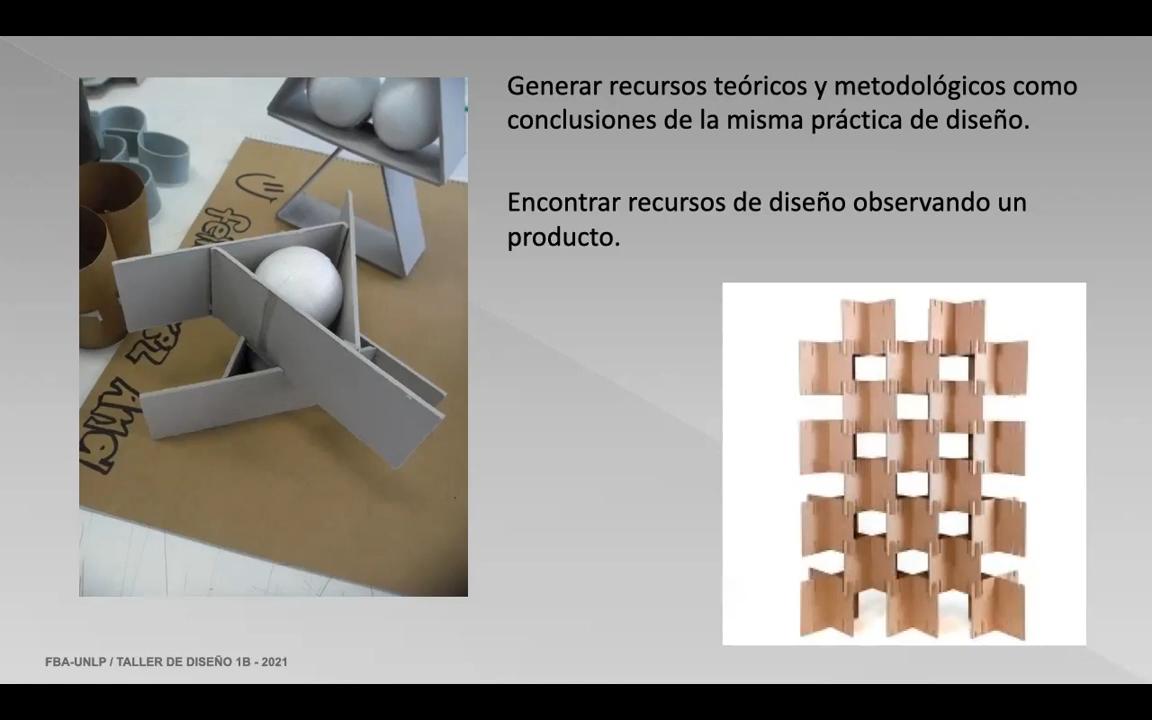 Generar recursos teóricos y metodológicos como
conclusiones de la misma práctica de diseño.
Encontrar recursos de diseño observando un
producto.
FBA-UNLP / TALLER DE DISEÑO 1B - 2021